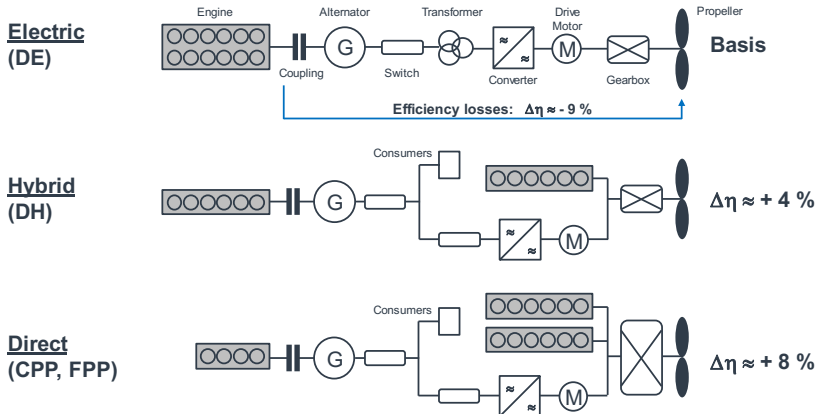 Engine
Alternator
Transformer
Drive
Motor
Propeller
Electric
(DE)
G
M
Basis
Coupling
Switch
Converter
Gearbox
Efficiency losses: Δη ≈ - 9 %
Consumers
Hybrid
(DH)
G
M
Δη ≈ + 4 %
Consumers
Direct
(CPP, FPP)
G
M
Δη ≈ + 8 %